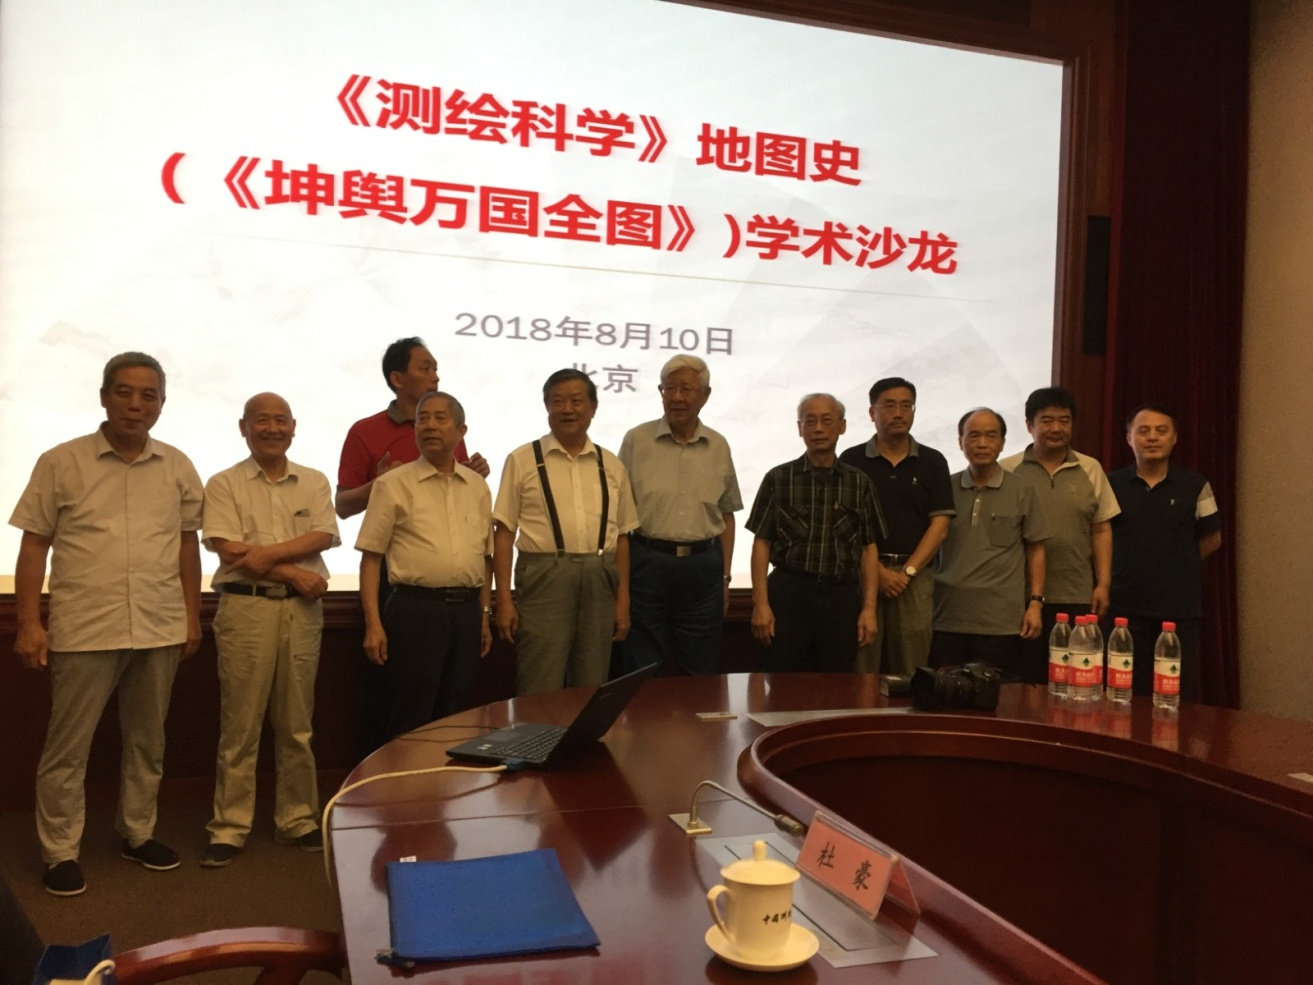 《测绘科学》地图史
(《坤舆万国全图》)学术沙龙
2018年8月10日
北京
杜豪